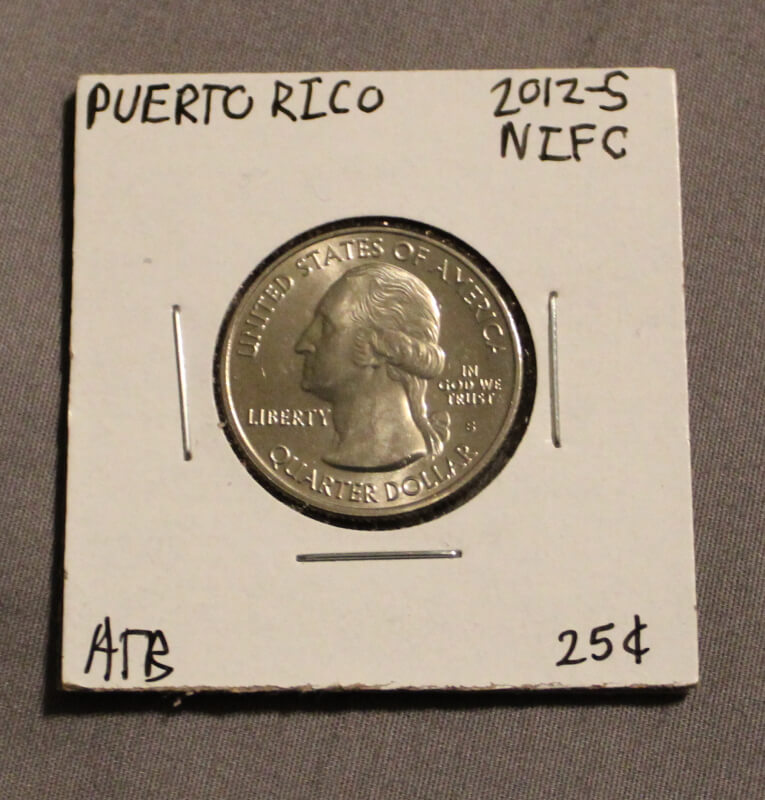 PUERTO RICO
2012-S
NIFC
UNITED STATES OF AMERICA
IN
GOD WE
TRUST
LIBERTY
S
QUARTER DOLLAR
ATB
25¢